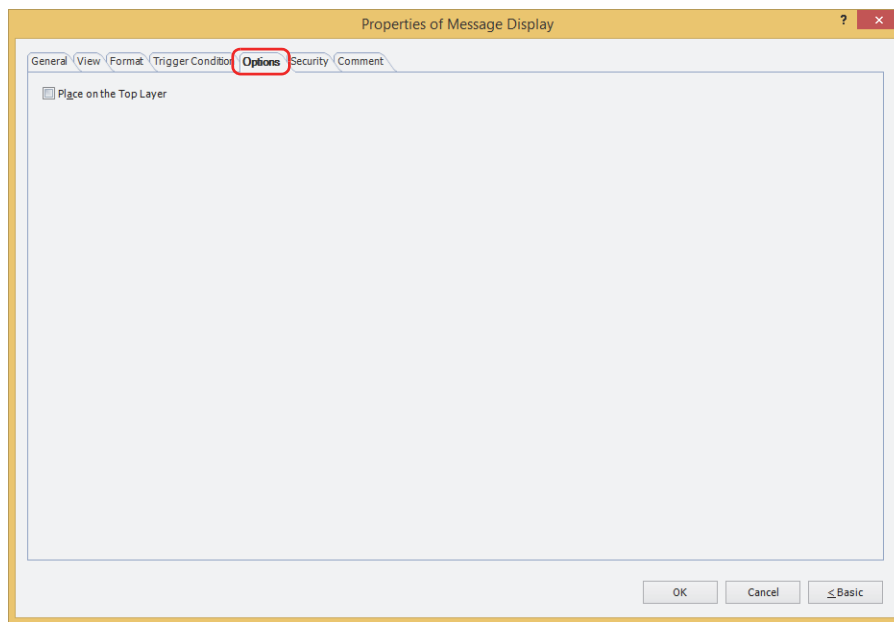 Properties of Message Display ? ×
General View Format Trigger Condition Options Security Comment
Place on the Top Layer
OK Cancel < Basic